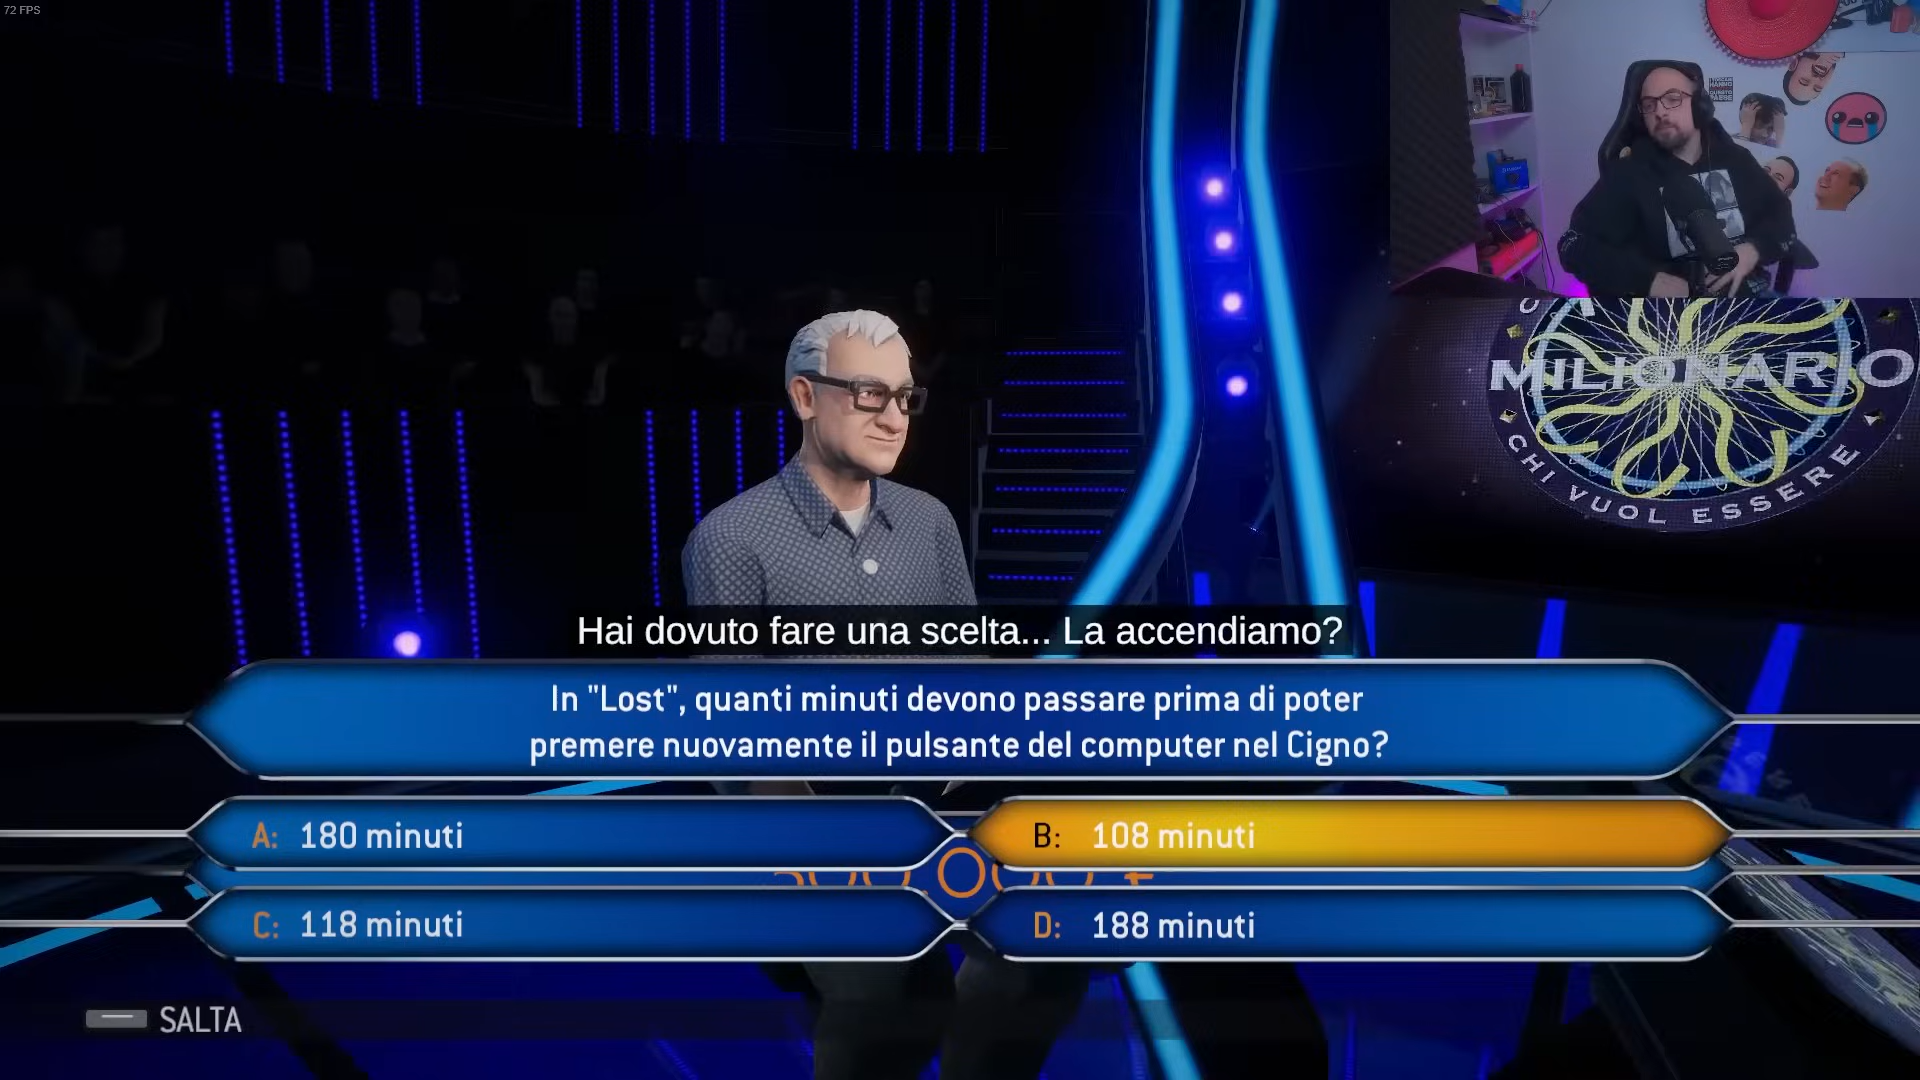 72 FPS
MILIONARIO
CHI VUOL ESSERE
Hai dovuto fare una scelta... La accendiamo?
In "Lost", quanti minuti devono passare prima di poter
premere nuovamente il pulsante del computer nel Cigno?
A: 180 minuti
B: 108 minuti
C: 118 minuti
D: 188 minuti
SALTA